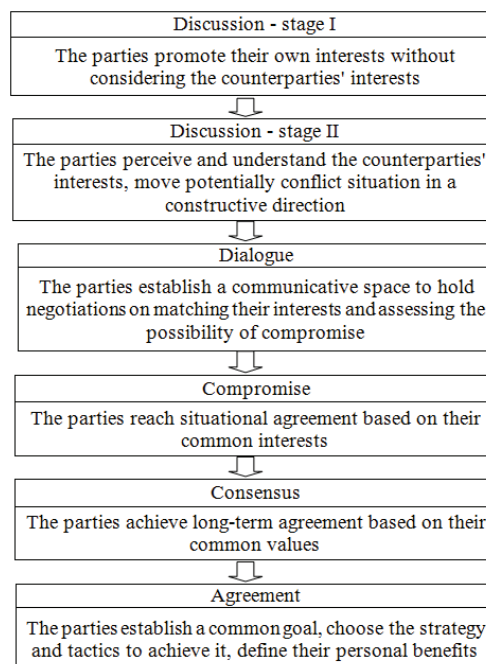 Discussion - stage I
The parties promote their own interests without
considering the counterparties' interests
Discussion - stage II
The parties perceive and understand the counterparties'
interests, move potentially conflict situation in a
constructive direction
Dialogue
The parties establish a communicative space to hold
negotiations on matching their interests and assessing the
possibility of compromise
Compromise
The parties reach situational agreement based on their
common interests
Consensus
The parties achieve long-term agreement based on their
common values
Agreement
The parties establish a common goal, choose the strategy
and tactics to achieve it, define their personal benefits